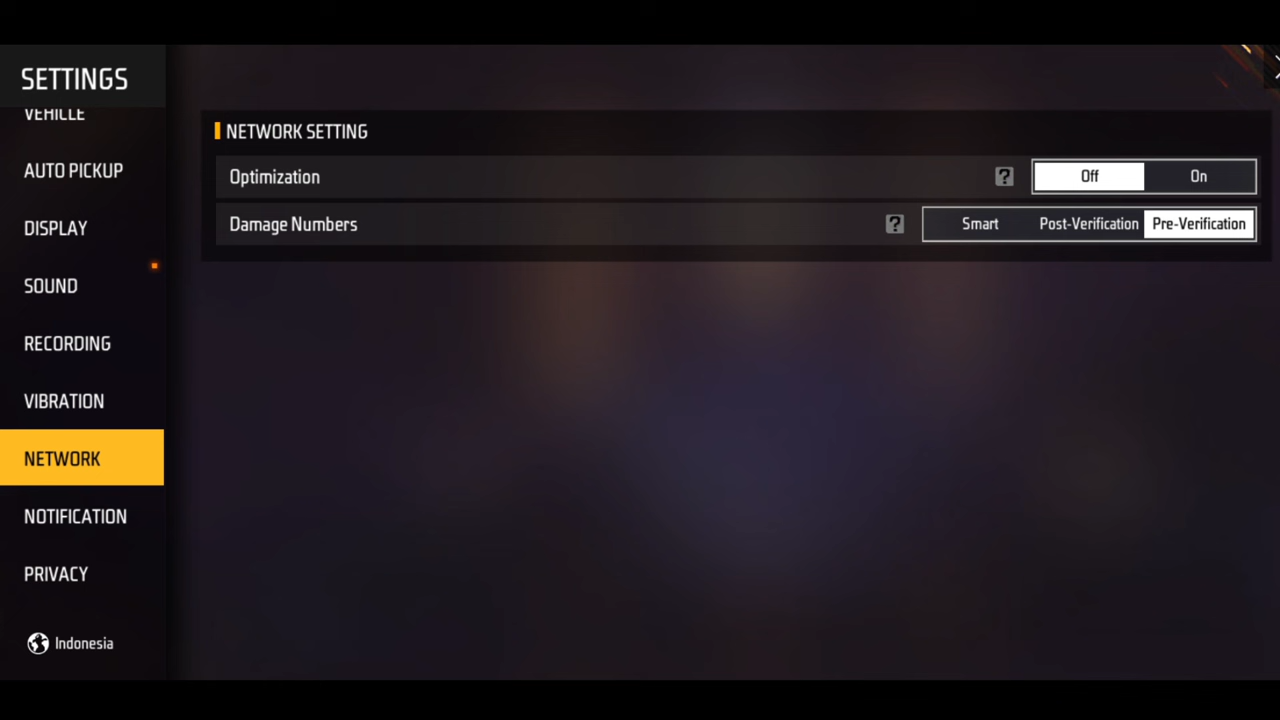 SETTINGS
VEHICLE
AUTO PICKUP
DISPLAY
SOUND
RECORDING
VIBRATION
NETWORK
NOTIFICATION
PRIVACY
Indonesia
NETWORK SETTING
Optimization ? Off On
Damage Numbers ? Smart Post-Verification Pre-Verification